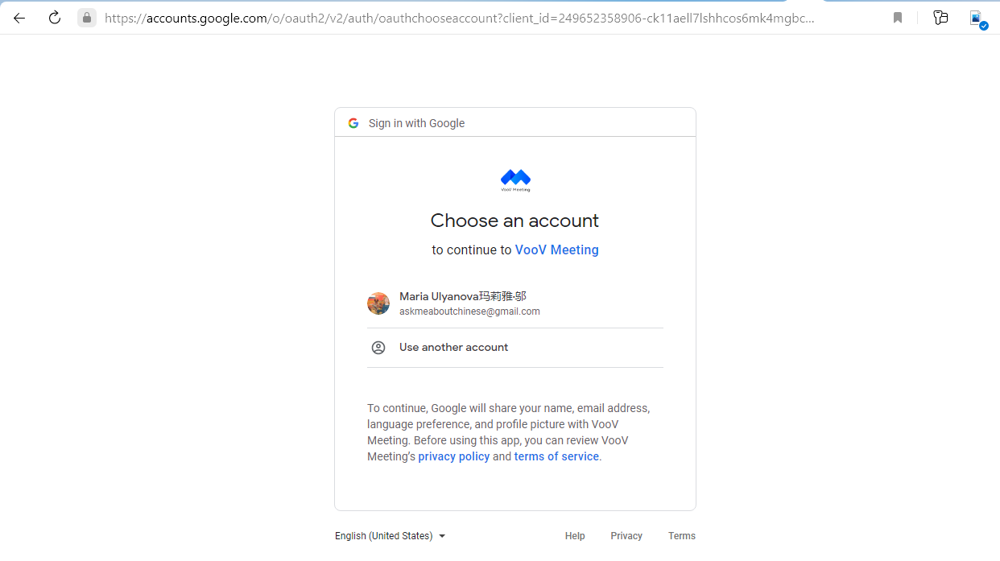 https://accounts.google.com/o/oauth2/v2/auth/oauthchooseaccount?client_id=249652358906-ck11aell7lshhcos6mk4mgbc...
Sign in with Google
VooV Meeting
Choose an account
to continue to VooV Meeting
Maria Ulyanova玛莉雅·邬
askmeaboutchinese@gmail.com
Use another account
To continue, Google will share your name, email address,
language preference, and profile picture with VooV
Meeting. Before using this app, you can review VooV
Meeting’s privacy policy and terms of service.
English (United States) Help Privacy Terms